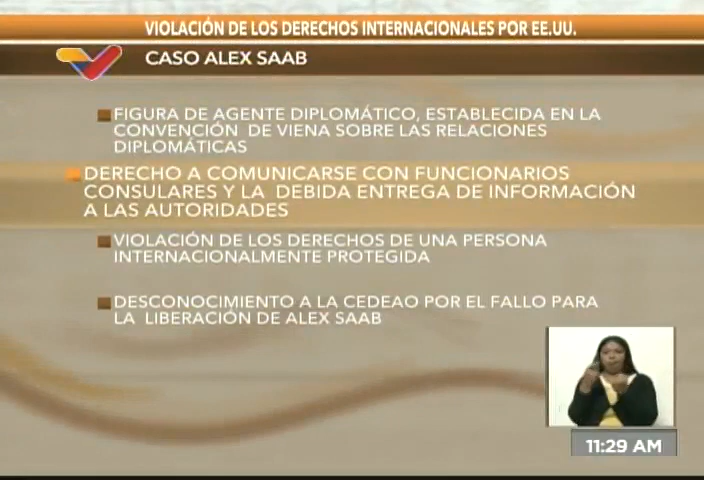 VIOLACIÓN DE LOS DERECHOS INTERNACIONALES POR EE.UU.
CASO ALEX SAAB
FIGURA DE AGENTE DIPLOMÁTICO, ESTABLECIDA EN LA
CONVENCIÓN DE VIENA SOBRE LAS RELACIONES
DIPLOMÁTICAS
DERECHO A COMUNICARSE CON FUNCIONARIOS
CONSULARES Y LA DEBIDA ENTREGA DE INFORMACIÓN
A LAS AUTORIDADES
VIOLACIÓN DE LOS DERECHOS DE UNA PERSONA
INTERNACIONALMENTE PROTEGIDA
DESCONOCIMIENTO A LA CEDEAO POR EL FALLO PARA
LA LIBERACIÓN DE ALEX SAAB
11:29 AM